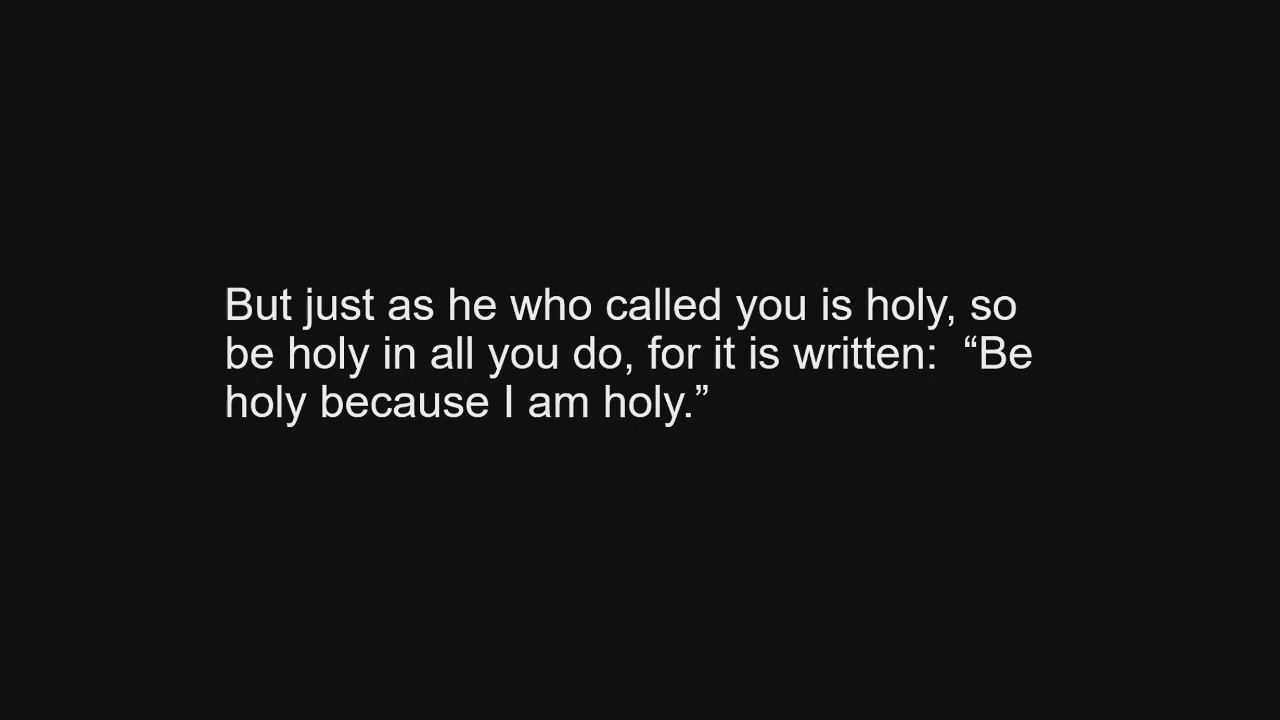 But just as he who called you is holy, so
be holy in all you do, for it is written:  “Be
holy because I am holy.”